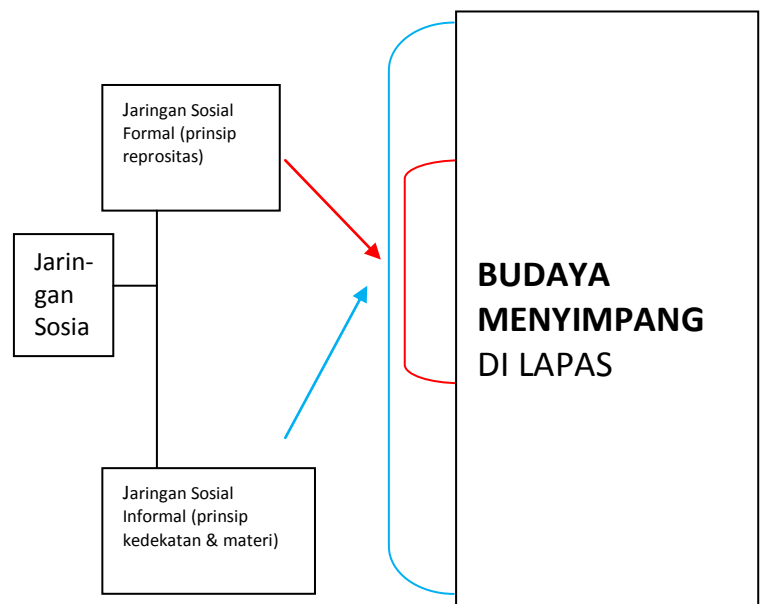 Jaringan Sosial
Formal (prinsip
reprositas)
Jarin-
gan
Sosia
Jaringan Sosial
Informal (prinsip
kedekatan & materi)
BUDAYA
MENYIMPANG
DI LAPAS